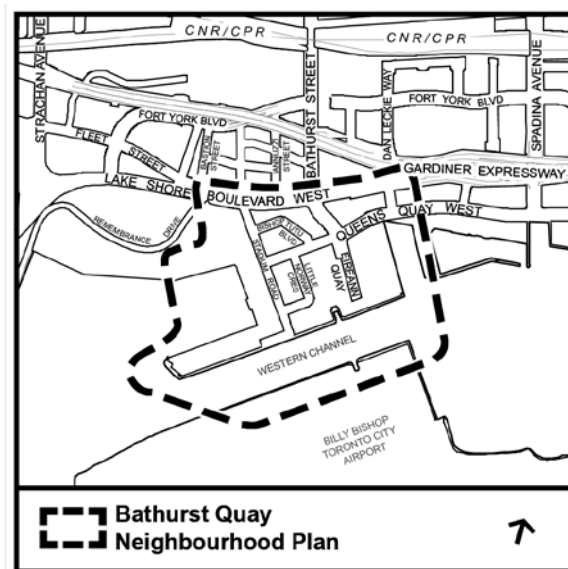 CNR/CPR
CNR/CPR
STRACHAN AVENUE
BATHURST STREET
DAN LECKIE WAY
SPADINA AVENUE
FORT YORK BLVD
FORT YORK BLVD
FLEET STREET
BASTION STREET
IANNUZZI STREET
GARDINER EXPRESSWAY
LAKE SHORE BOULEVARD WEST
REMEMBRANCE DRIVE
BISHOP TUTU BLVD
QUEENS QUAY WEST
STADIUM ROAD
LITTLE NORWAY CRES
EIREANN QUAY
WESTERN CHANNEL
BILLY BISHOP
TORONTO CITY
AIRPORT
Bathurst Quay
Neighbourhood Plan